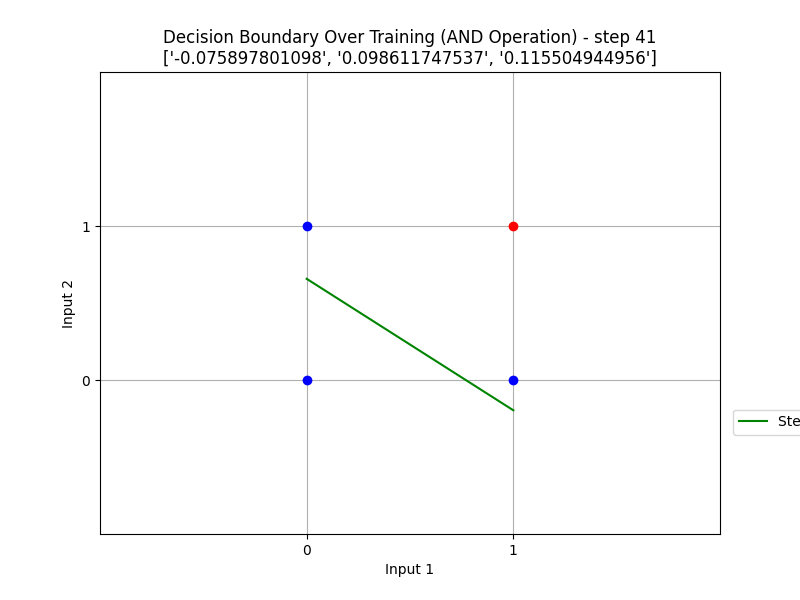 Decision Boundary Over Training (AND Operation) - step 41
['-0.075897801098', '0.098611747537', '0.115504944956']
1
Input 2
0
Ste
0
1
Input 1